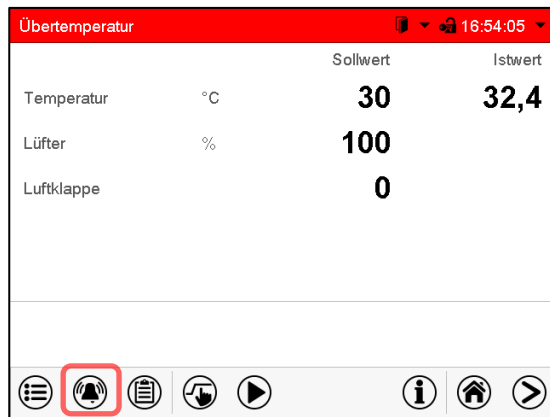 Übertemperatur 16:54:05
Sollwert Istwert
Temperatur °C 30 32,4
Lüfter % 100
Luftklappe 0